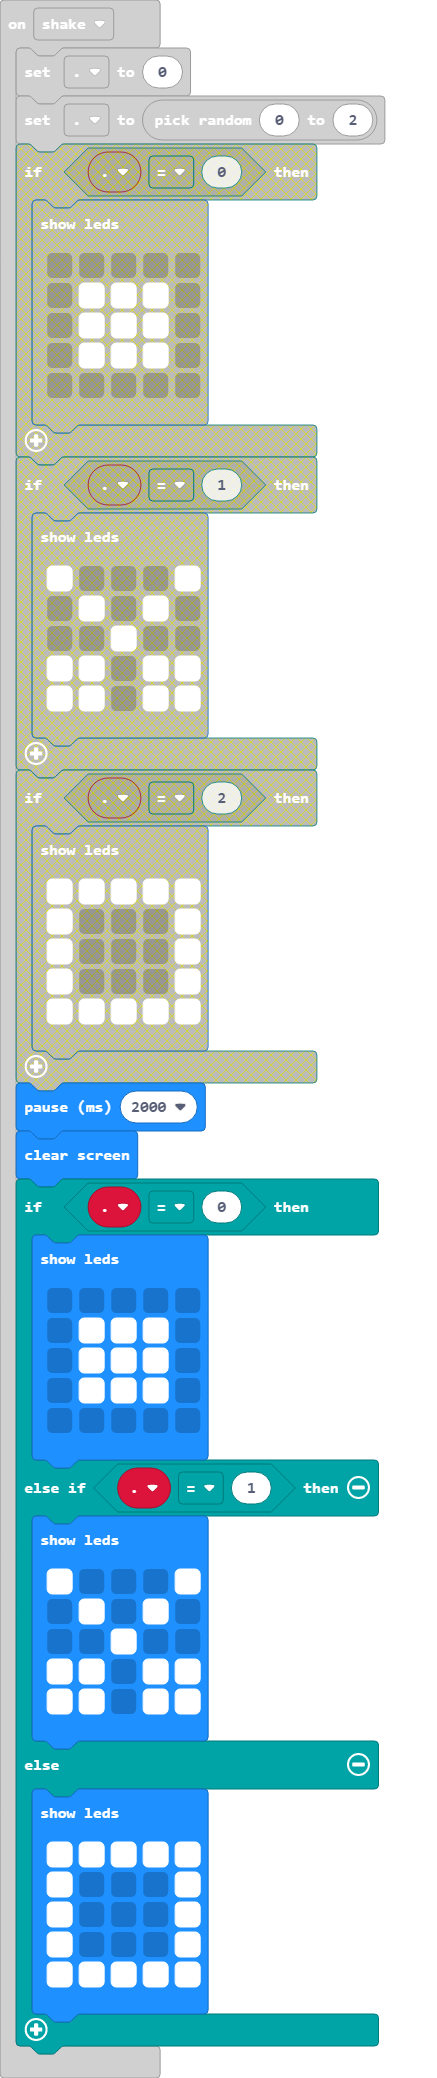 on shake
set . to 0
set . to pick random 0 to 2
if . = 0 then
show leds
if . = 1 then
show leds
if . = 2 then
show leds
pause (ms) 2000
clear screen
if . = 0 then
show leds
else if . = 1 then
show leds
else
show leds